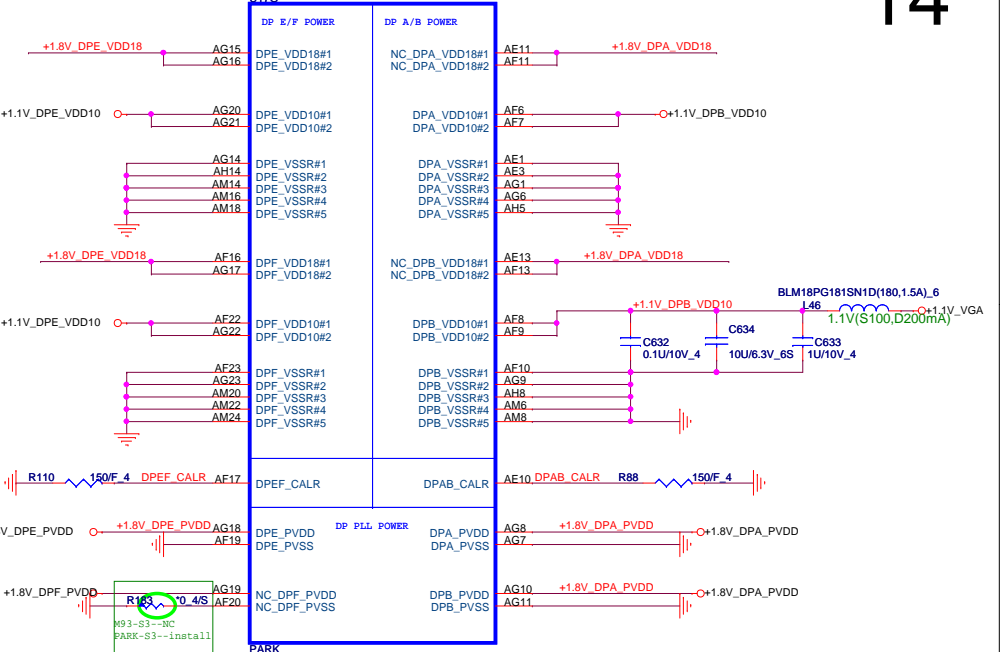 14
DP E/F POWER DP A/B POWER
+1.8V_DPE_VDD18 AG15 DPE_VDD18#1 NC_DPA_VDD18#1 AE11 +1.8V_DPA_VDD18
AG16 DPE_VDD18#2 NC_DPA_VDD18#2 AF11
+1.1V_DPE_VDD10 AG20 DPE_VDD10#1 DPA_VDD10#1 AF6 +1.1V_DPB_VDD10
AG21 DPE_VDD10#2 DPA_VDD10#2 AF7
AG14 DPE_VSSR#1 DPA_VSSR#1 AE1
AH14 DPE_VSSR#2 DPA_VSSR#2 AE3
AM14 DPE_VSSR#3 DPA_VSSR#3 AG1
AM16 DPE_VSSR#4 DPA_VSSR#4 AG6
AM18 DPE_VSSR#5 DPA_VSSR#5 AH5
+1.8V_DPE_VDD18 AF16 DPF_VDD18#1 NC_DPB_VDD18#1 AE13 +1.8V_DPA_VDD18
AG17 DPF_VDD18#2 NC_DPB_VDD18#2 AF13
BLM18PG181SN1D(180,1.5A)_6
+1.1V_DPB_VDD10 L46 +1.1V_VGA
+1.1V_DPE_VDD10 AF22 DPF_VDD10#1 DPB_VDD10#1 AF8 1.1V(S100,D200mA)
AG22 DPF_VDD10#2 DPB_VDD10#2 AF9
C632 C634 C633
0.1U/10V_4 10U/6.3V_6S 1U/10V_4
AF23 DPF_VSSR#1 DPB_VSSR#1 AF10
AG23 DPF_VSSR#2 DPB_VSSR#2 AG9
AM20 DPF_VSSR#3 DPB_VSSR#3 AH8
AM22 DPF_VSSR#4 DPB_VSSR#4 AM6
AM24 DPF_VSSR#5 DPB_VSSR#5 AM8
R110 150/F_4 DPEF_CALR AF17 DPEF_CALR DPAB_CALR AE10 DPAB_CALR R88 150/F_4
DP PLL POWER
V_DPE_PVDD +1.8V_DPE_PVDD AG18 DPE_PVDD DPA_PVDD AG8 +1.8V_DPA_PVDD +1.8V_DPA_PVDD
AF19 DPE_PVSS DPA_PVSS AG7
+1.8V_DPF_PVDD AG19 NC_DPF_PVDD DPB_PVDD AG10 +1.8V_DPA_PVDD +1.8V_DPA_PVDD
R183 *0_4/S AF20 NC_DPF_PVSS DPB_PVSS AG11
M93-S3--NC
PARK-S3--install
PARK